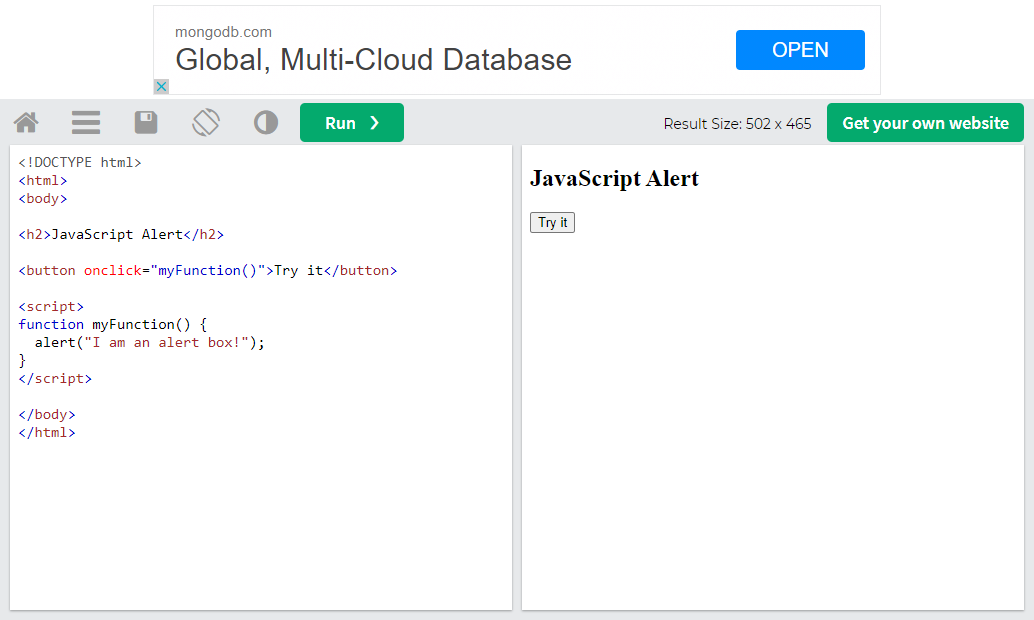 mongodb.com
Global, Multi-Cloud Database
OPEN
Run ❯
Result Size: 502 x 465
Get your own website
<!DOCTYPE html>
<html>
<body>
<h2>JavaScript Alert</h2>
<button onclick="myFunction()">Try it</button>
<script>
function myFunction() {
  alert("I am an alert box!");
}
</script>
</body>
</html>
JavaScript Alert
Try it